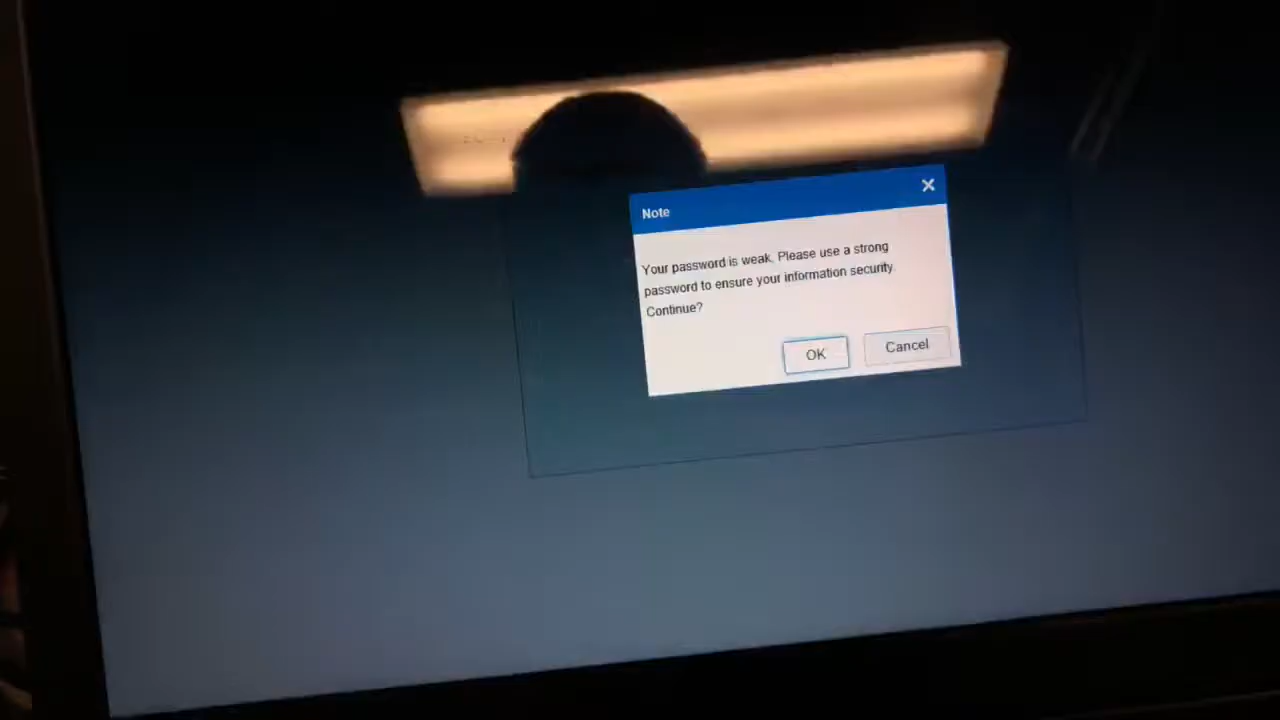 Note
Your password is weak. Please use a strong
password to ensure your information security.
Continue?
OK
Cancel